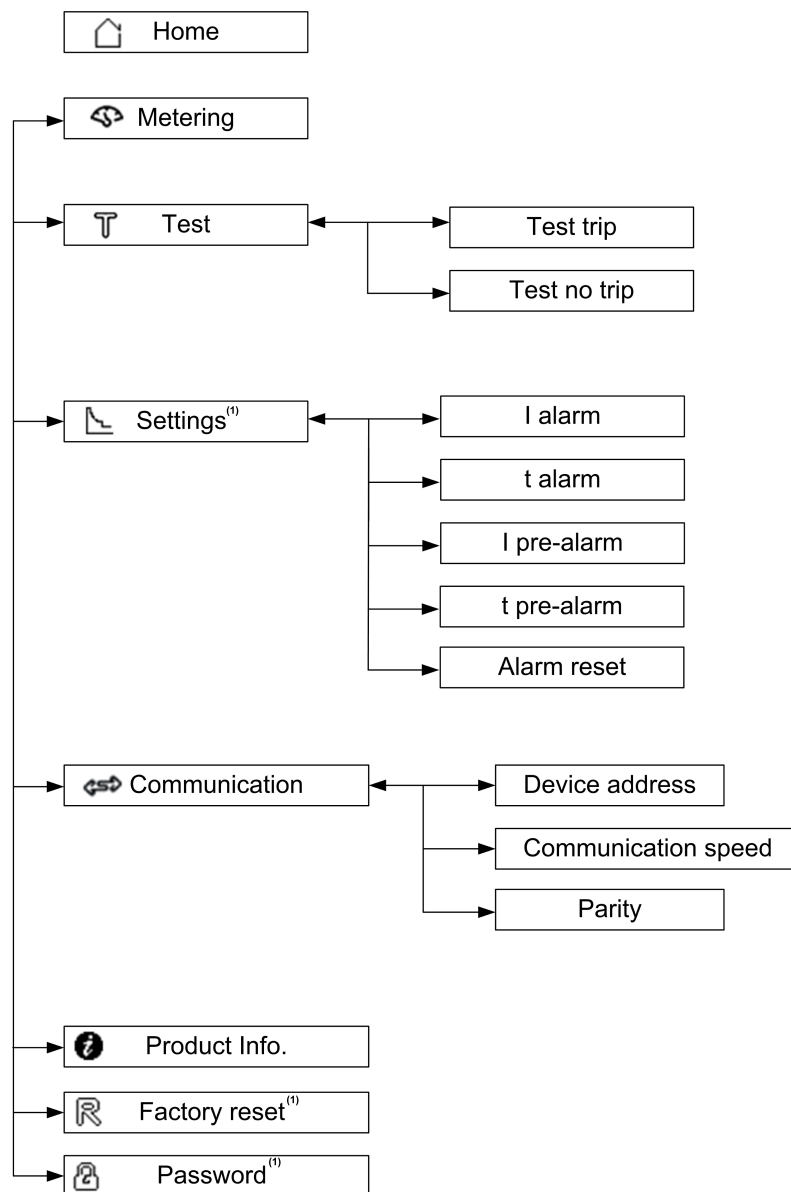 Home
Metering
Test
Test trip
Test no trip
Settings(1)
I alarm
t alarm
I pre-alarm
t pre-alarm
Alarm reset
Communication
Device address
Communication speed
Parity
Product Info.
Factory reset(1)
Password(1)